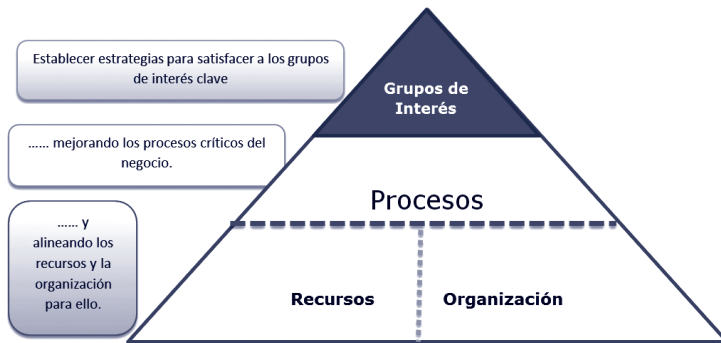 Establecer estrategias para satisfacer a los grupos
de interés clave
Grupos de
Interés
...... mejorando los procesos críticos del
negocio.
Procesos
...... y
alineando los
recursos y la
organización
para ello.
Recursos
Organización